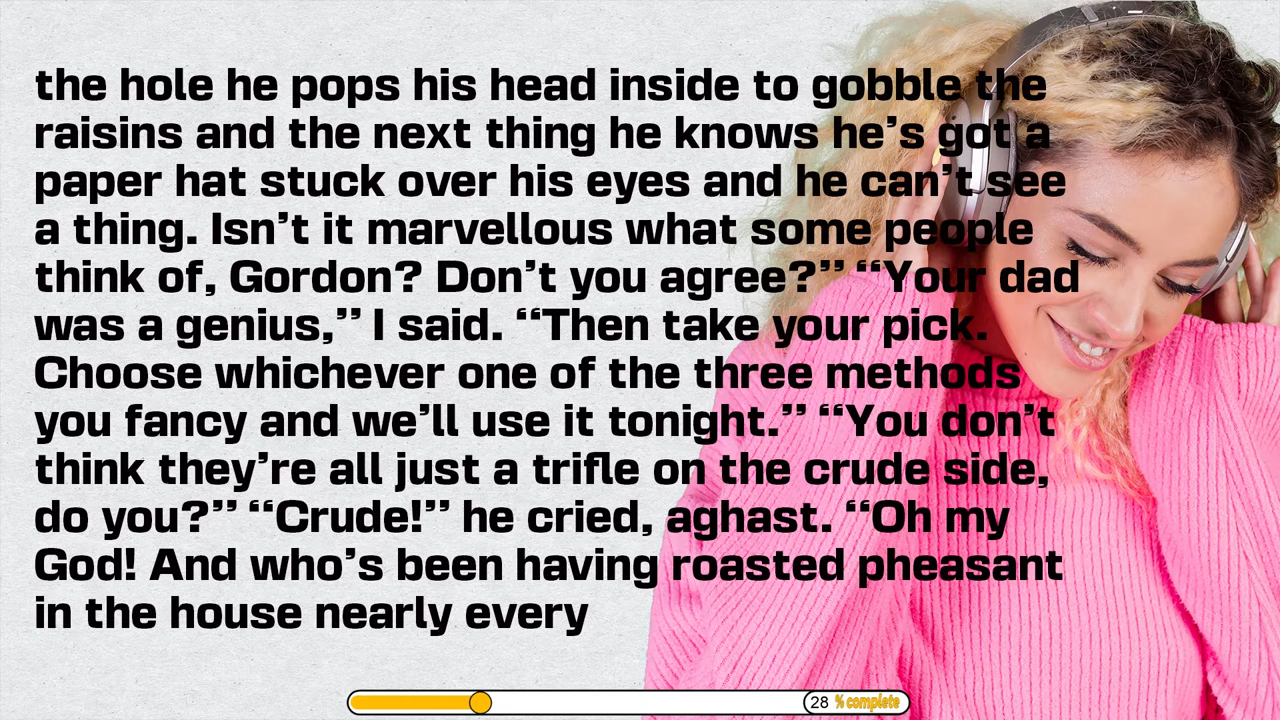 the hole he pops his head inside to gobble the
raisins and the next thing he knows he’s got a
paper hat stuck over his eyes and he can’t see
a thing. Isn’t it marvellous what some people
think of, Gordon? Don’t you agree?” “Your dad
was a genius,” I said. “Then take your pick.
Choose whichever one of the three methods
you fancy and we’ll use it tonight.” “You don’t
think they’re all just a trifle on the crude side,
do you?” “Crude!” he cried, aghast. “Oh my
God! And who’s been having roasted pheasant
in the house nearly every
28 % complete